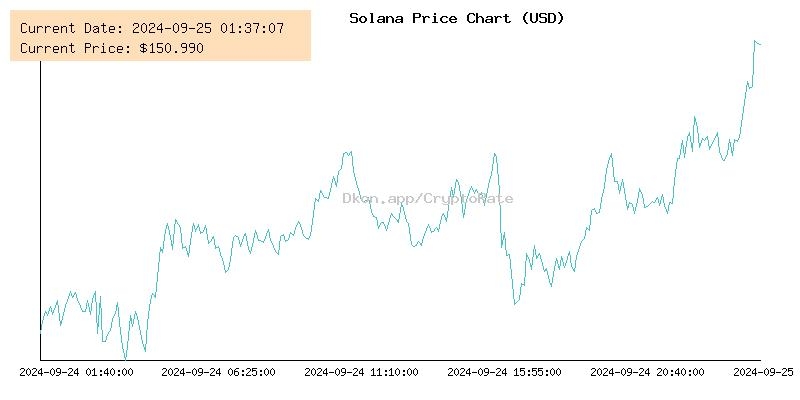 Solana Price Chart (USD)
Current Date: 2024-09-25 01:37:07
Current Price: $150.990
Dkon.app/CryptoRate
2024-09-24 01:40:00 2024-09-24 06:25:00 2024-09-24 11:10:00 2024-09-24 15:55:00 2024-09-24 20:40:00 2024-09-25